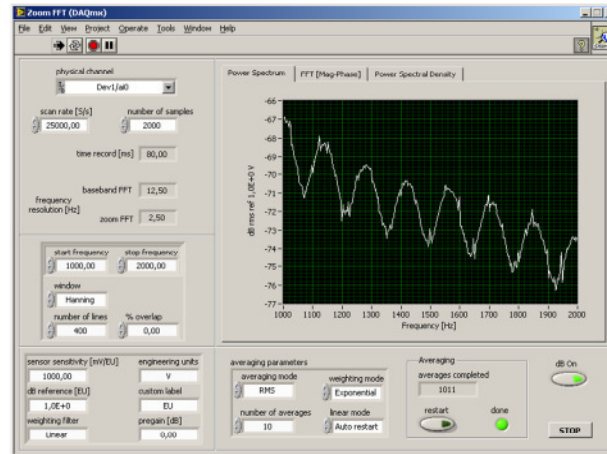 Zoom FFT (DAQmx)
File Edit View Project Operate Tools Window Help
physical channel
Dev1/ai0
scan rate [S/s] number of samples
25000,00 2000
time record [ms] 80,00
baseband FFT 12,50
frequency resolution [Hz]
zoom FFT 2,50
start frequency stop frequency
1000,00 2000,00
window
Hanning
number of lines % overlap
400 0,00
sensor sensitivity [mV/EU] engineering units
1000,00 V
dB reference [EU] custom label
1,0E+0 EU
weighting filter pregain [dB]
Linear 0,00
Power Spectrum FFT [Mag-Phase] Power Spectral Density
dB rms ref 1,0E+0 V
-66
-67
-68
-69
-70
-71
-72
-73
-74
-75
-76
-77
1000 1100 1200 1300 1400 1500 1600 1700 1800 1900 2000
Frequency [Hz]
averaging parameters
averaging mode weighting mode
RMS Exponential
number of averages linear mode
10 Auto restart
Averaging
averages completed
1011
restart done
dB On
STOP